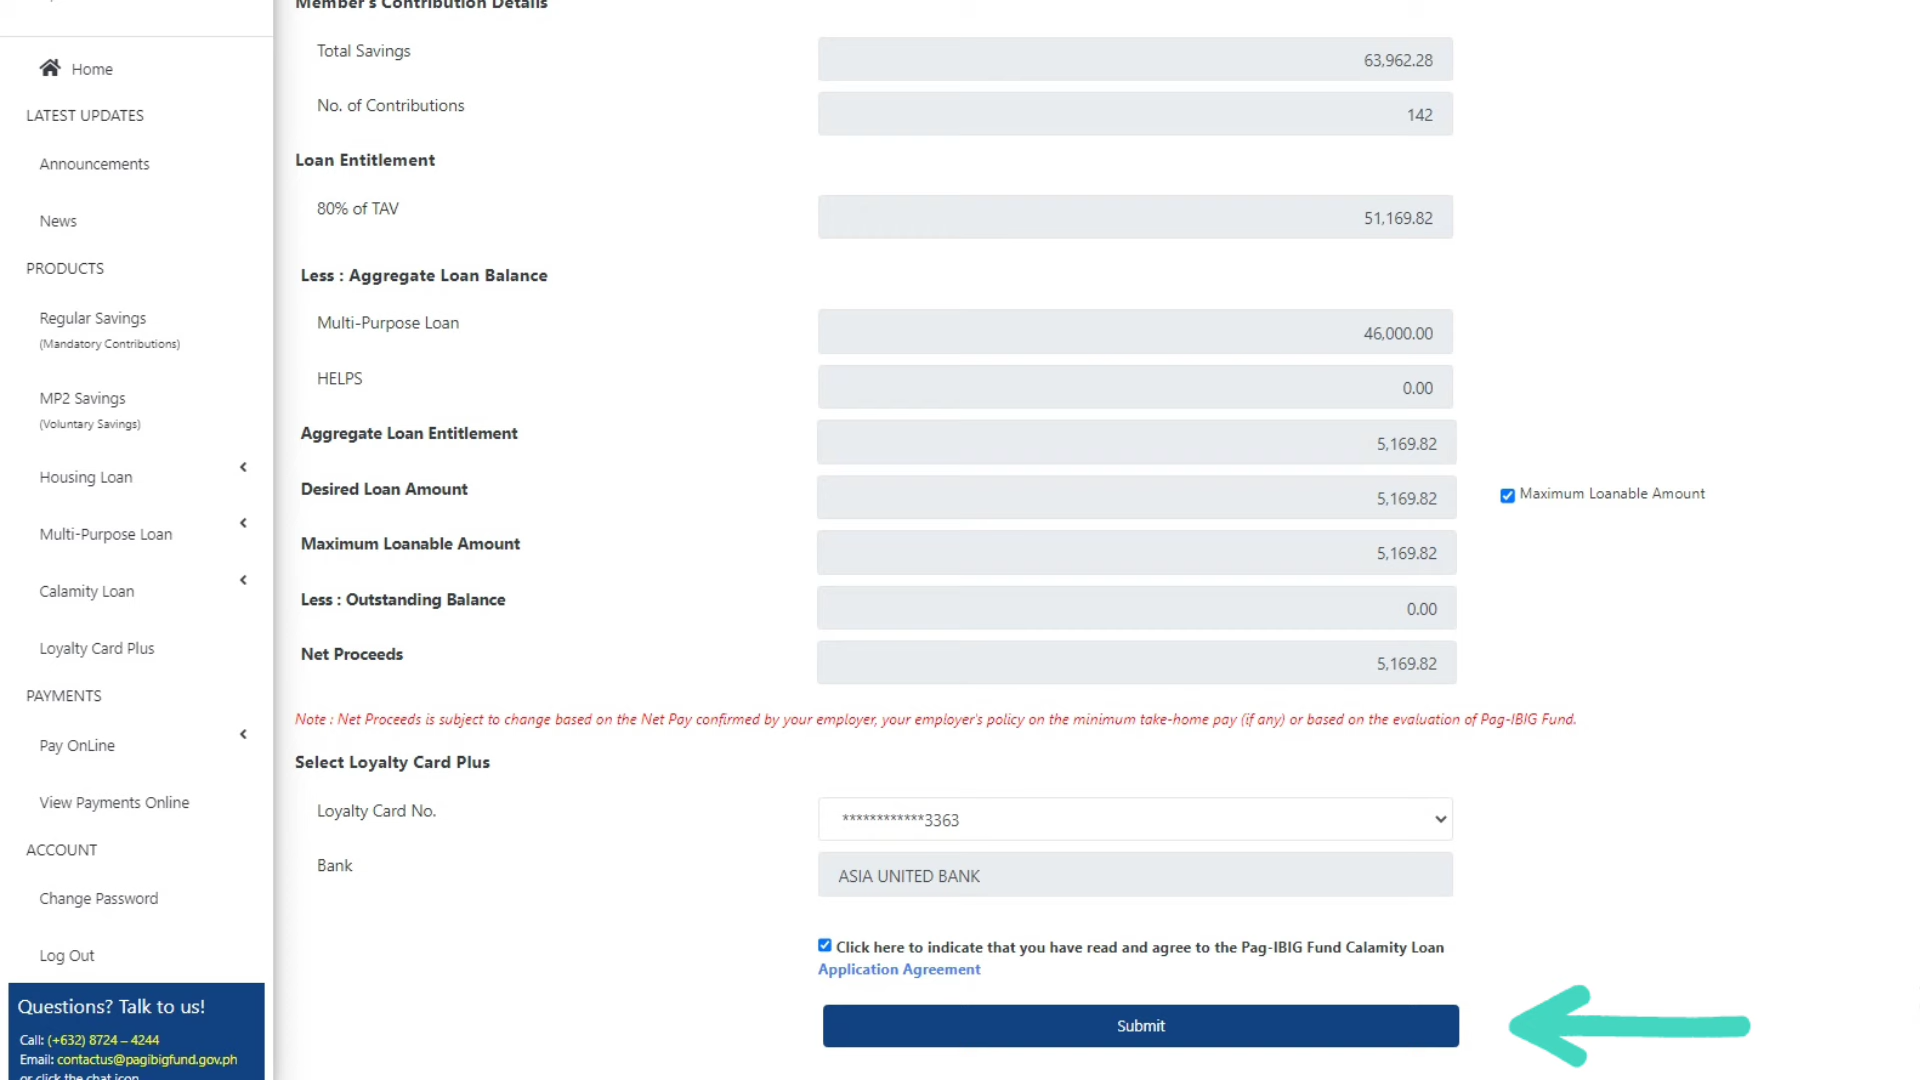 Home
LATEST UPDATES
Announcements
News
PRODUCTS
Regular Savings
(Mandatory Contributions)
MP2 Savings
(Voluntary Savings)
Housing Loan
Multi-Purpose Loan
Calamity Loan
Loyalty Card Plus
PAYMENTS
Pay OnLine
View Payments Online
ACCOUNT
Change Password
Log Out
Questions? Talk to us!
Call: (+632) 8724 – 4244
Email: contactus@pagibigfund.gov.ph
or click the chat icon
Member's Contribution Details
Total Savings 63,962.28
No. of Contributions 142
Loan Entitlement
80% of TAV 51,169.82
Less : Aggregate Loan Balance
Multi-Purpose Loan 46,000.00
HELPS 0.00
Aggregate Loan Entitlement 5,169.82
Desired Loan Amount 5,169.82 Maximum Loanable Amount
Maximum Loanable Amount 5,169.82
Less : Outstanding Balance 0.00
Net Proceeds 5,169.82
Note : Net Proceeds is subject to change based on the Net Pay confirmed by your employer, your employer's policy on the minimum take-home pay (if any) or based on the evaluation of Pag-IBIG Fund.
Select Loyalty Card Plus
Loyalty Card No. ************3363
Bank ASIA UNITED BANK
Click here to indicate that you have read and agree to the Pag-IBIG Fund Calamity Loan
Application Agreement
Submit